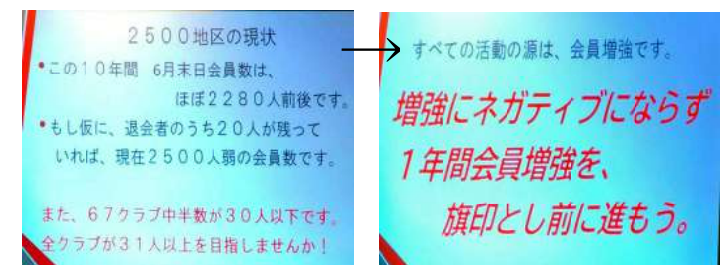 2500地区の現状
•この10年間 6月末日会員数は、
ほぼ2280人前後です。
•もし仮に、退会者のうち20人が残って
いれば、現在2500人弱の会員数です。
また、67クラブ中半数が30人以下です。
全クラブが31人以上を目指しませんか！
すべての活動の源は、会員増強です。
増強にネガティブにならず
1年間会員増強を、
旗印とし前に進もう。